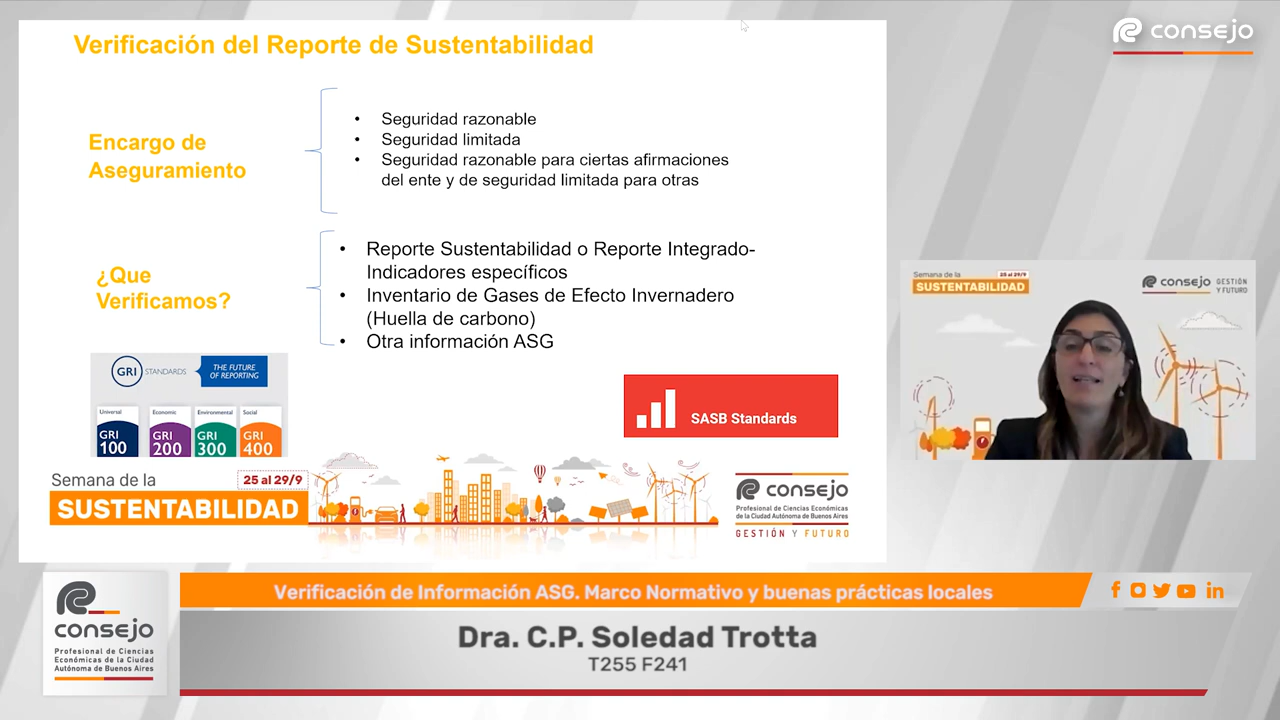 Verificación del Reporte de Sustentabilidad
consejo
Encargo de
Aseguramiento
• Seguridad razonable
• Seguridad limitada
• Seguridad razonable para ciertas afirmaciones
del ente y de seguridad limitada para otras
¿Que
Verificamos?
• Reporte Sustentabilidad o Reporte Integrado-
Indicadores específicos
• Inventario de Gases de Efecto Invernadero
(Huella de carbono)
• Otra información ASG
GRI STANDARDS
THE FUTURE
OF REPORTING
Universal
GRI
100
Economic
GRI
200
Environmental
GRI
300
Social
GRI
400
SASB Standards
Semana de la
25 al 29/9
SUSTENTABILIDAD
consejo
Profesional de Ciencias Económicas
de la Ciudad Autónoma de Buenos Aires
GESTIÓN Y FUTURO
Semana de la
25 al 29/9
SUSTENTABILIDAD
consejo
GESTIÓN
Y FUTURO
consejo
Profesional de Ciencias
Económicas de la Ciudad
Autónoma de Buenos Aires
Verificación de Información ASG. Marco Normativo y buenas prácticas locales
Dra. C.P. Soledad Trotta
T255 F241